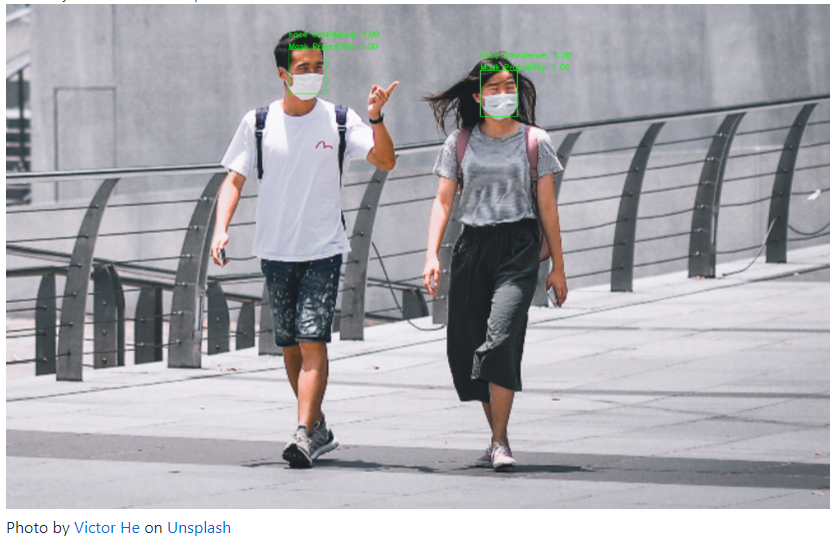 Face Confidence: 1.00
Mask Probability: 1.00
Face Confidence: 1.00
Mask Probability: 1.00
Photo by Victor He on Unsplash